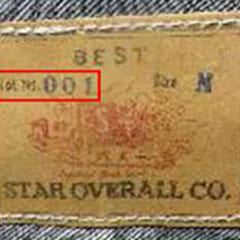 BEST
Lot No. 001 Size M
STAR OVERALL CO.